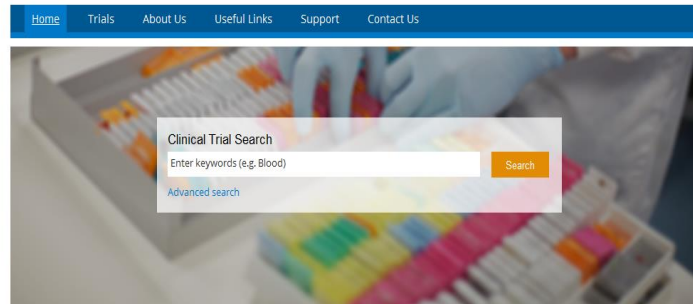 Home Trials About Us Useful Links Support Contact Us
Clinical Trial Search
Enter keywords (e.g. Blood)
Search
Advanced search